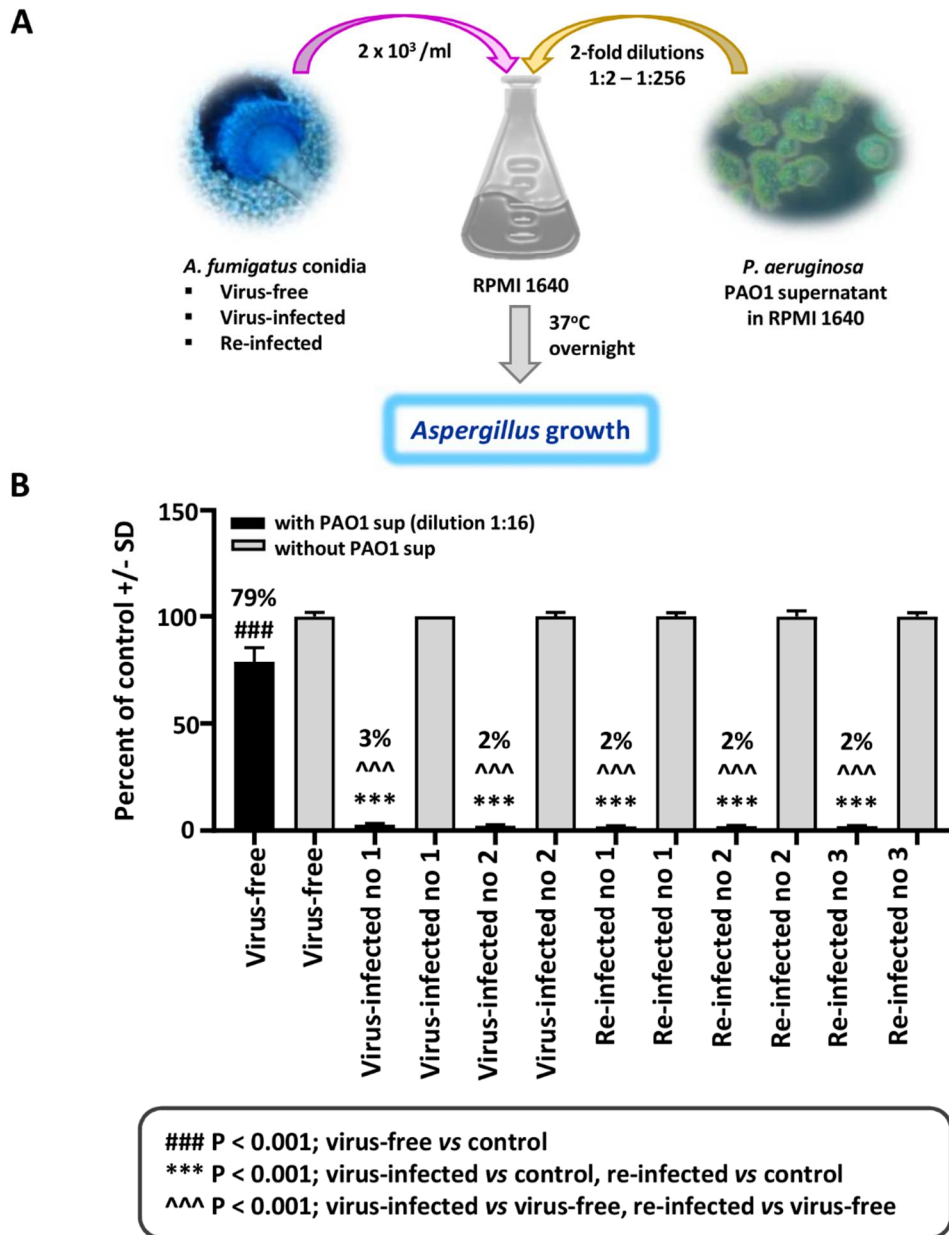 A
2 x 10³ /ml
2-fold dilutions
1:2 – 1:256
A. fumigatus conidia
▪ Virus-free
▪ Virus-infected
▪ Re-infected
RPMI 1640
P. aeruginosa
PAO1 supernatant
in RPMI 1640
37°C
overnight
Aspergillus growth
B
Percent of control +/- SD
150
100
50
0
with PAO1 sup (dilution 1:16)
without PAO1 sup
79%
###
3%
^^^
***
2%
^^^
***
2%
^^^
***
2%
^^^
***
2%
^^^
***
Virus-free
Virus-free
Virus-infected no 1
Virus-infected no 1
Virus-infected no 2
Virus-infected no 2
Re-infected no 1
Re-infected no 1
Re-infected no 2
Re-infected no 2
Re-infected no 3
Re-infected no 3
### P < 0.001; virus-free vs control
*** P < 0.001; virus-infected vs control, re-infected vs control
^^^ P < 0.001; virus-infected vs virus-free, re-infected vs virus-free